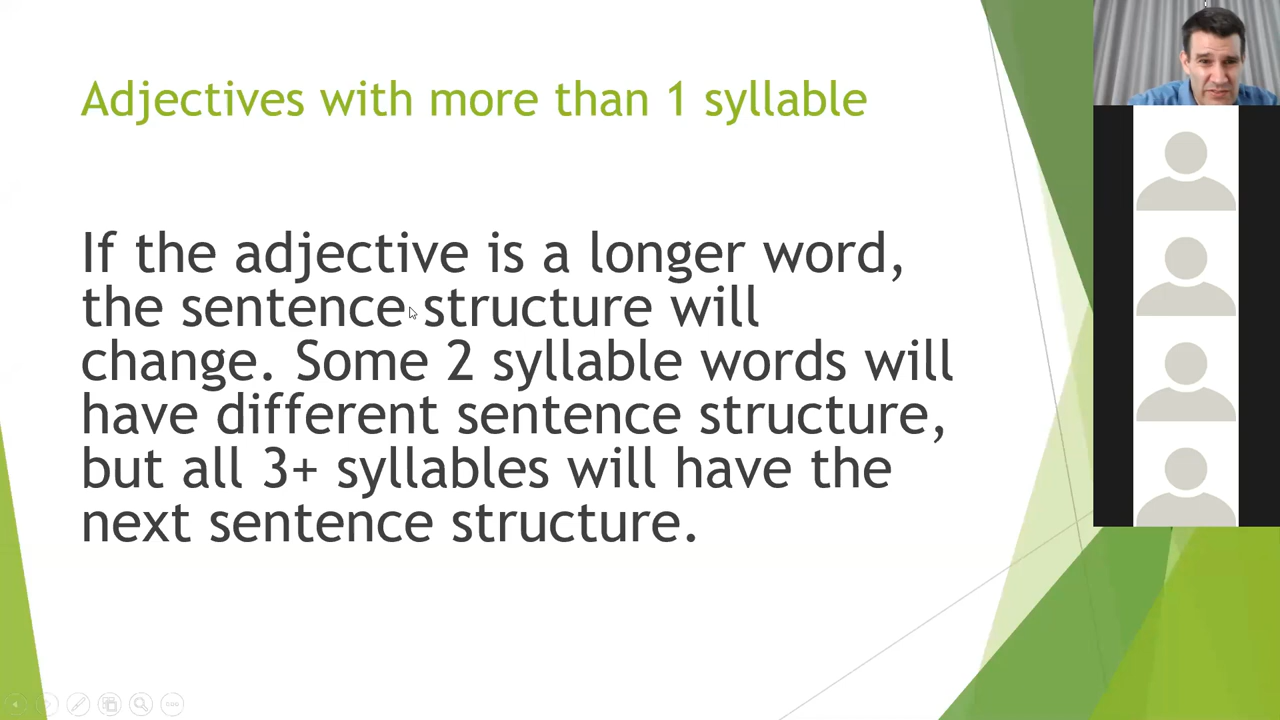 Adjectives with more than 1 syllable
If the adjective is a longer word,
the sentence structure will
change. Some 2 syllable words will
have different sentence structure,
but all 3+ syllables will have the
next sentence structure.